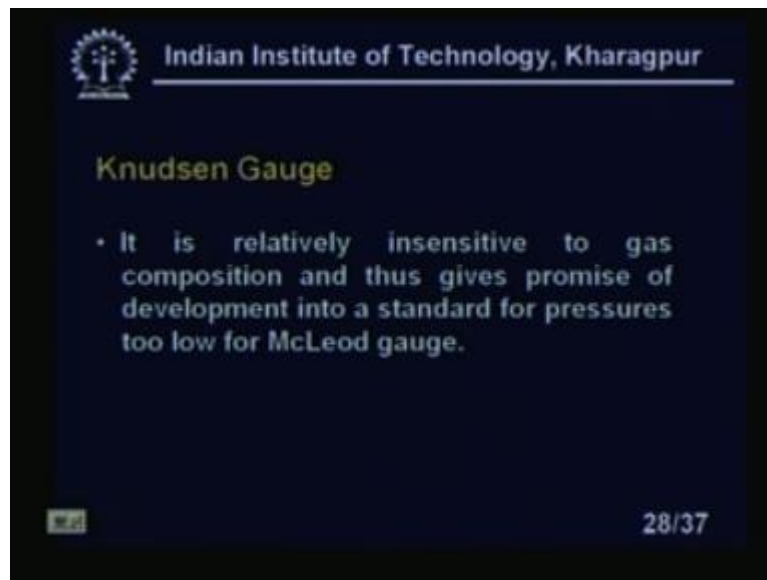 Indian Institute of Technology, Kharagpur
Knudsen Gauge
• It is relatively insensitive to gas
composition and thus gives promise of
development into a standard for pressures
too low for McLeod gauge.
28/37